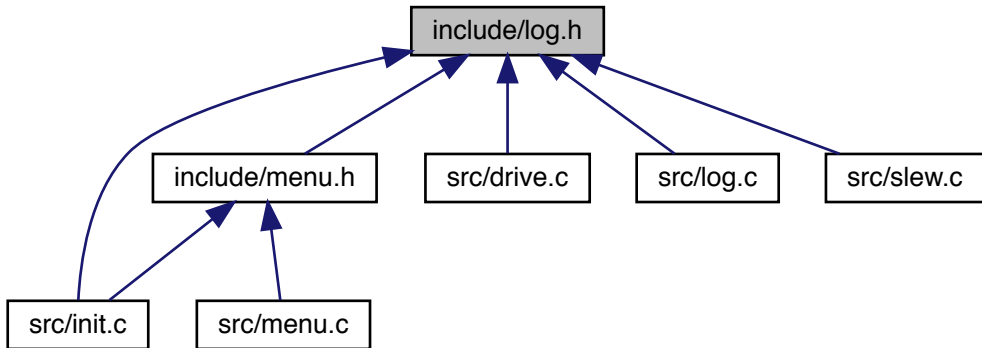 include/log.h
include/menu.h
src/drive.c
src/log.c
src/slew.c
src/init.c
src/menu.c